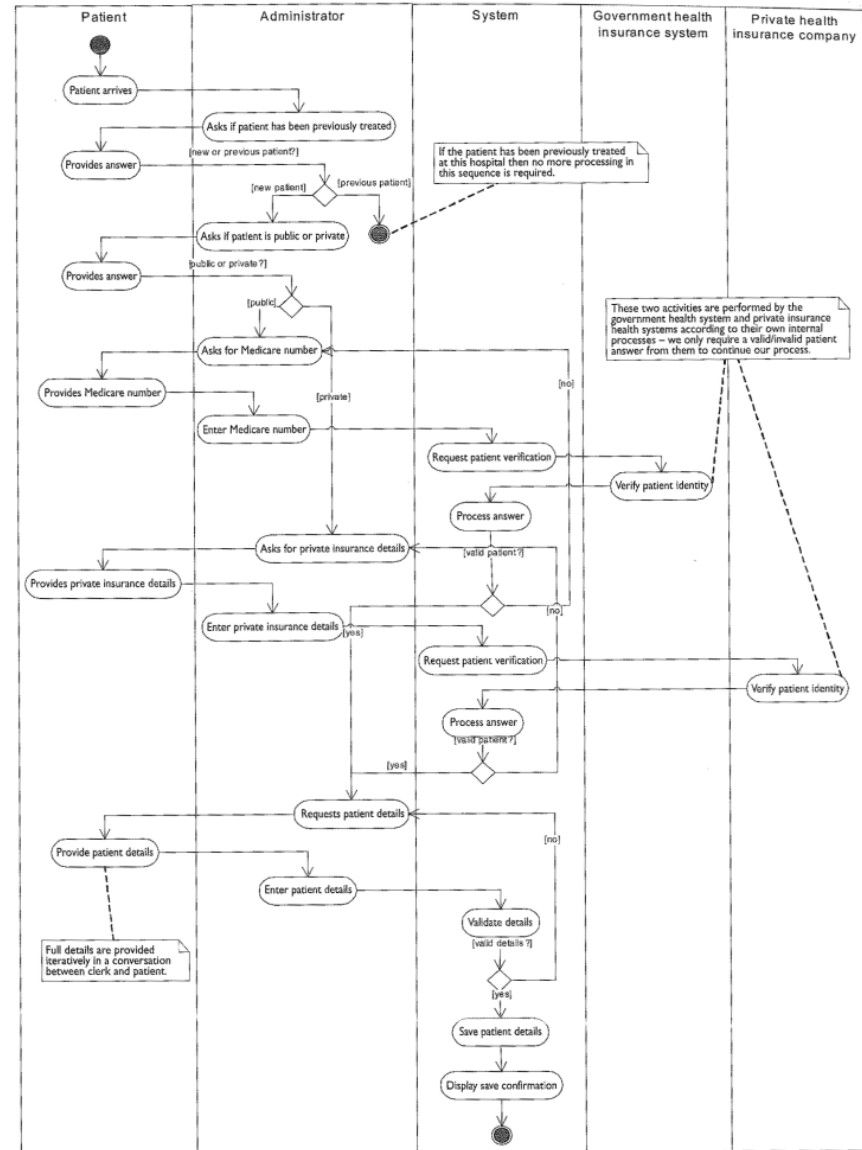 Patient
Administrator
System
Government health
insurance system
Private health
insurance company
Patient arrives
Asks if patient has been previously treated
[new or previous patient?]
Provides answer
If the patient has been previously treated
at this hospital then no more processing in
this sequence is required.
[new patient]
[previous patient]
Asks if patient is public or private
[public or private?]
Provides answer
[public]
These two activities are performed by the
government health system and private insurance
health systems according to their own internal
processes – we only require a valid/invalid patient
answer from them to continue our process.
Asks for Medicare number
[no]
Provides Medicare number
[private]
Enter Medicare number
Request patient verification
Verify patient identity
Process answer
Asks for private insurance details
[valid patient?]
Provides private insurance details
[no]
Enter private insurance details
[yes]
Request patient verification
Verify patient identity
Process answer
[valid patient?]
[yes]
Requests patient details
[no]
Provide patient details
Enter patient details
Validate details
[valid details?]
Full details are provided
iteratively in a conversation
between clerk and patient.
[yes]
Save patient details
Display save confirmation